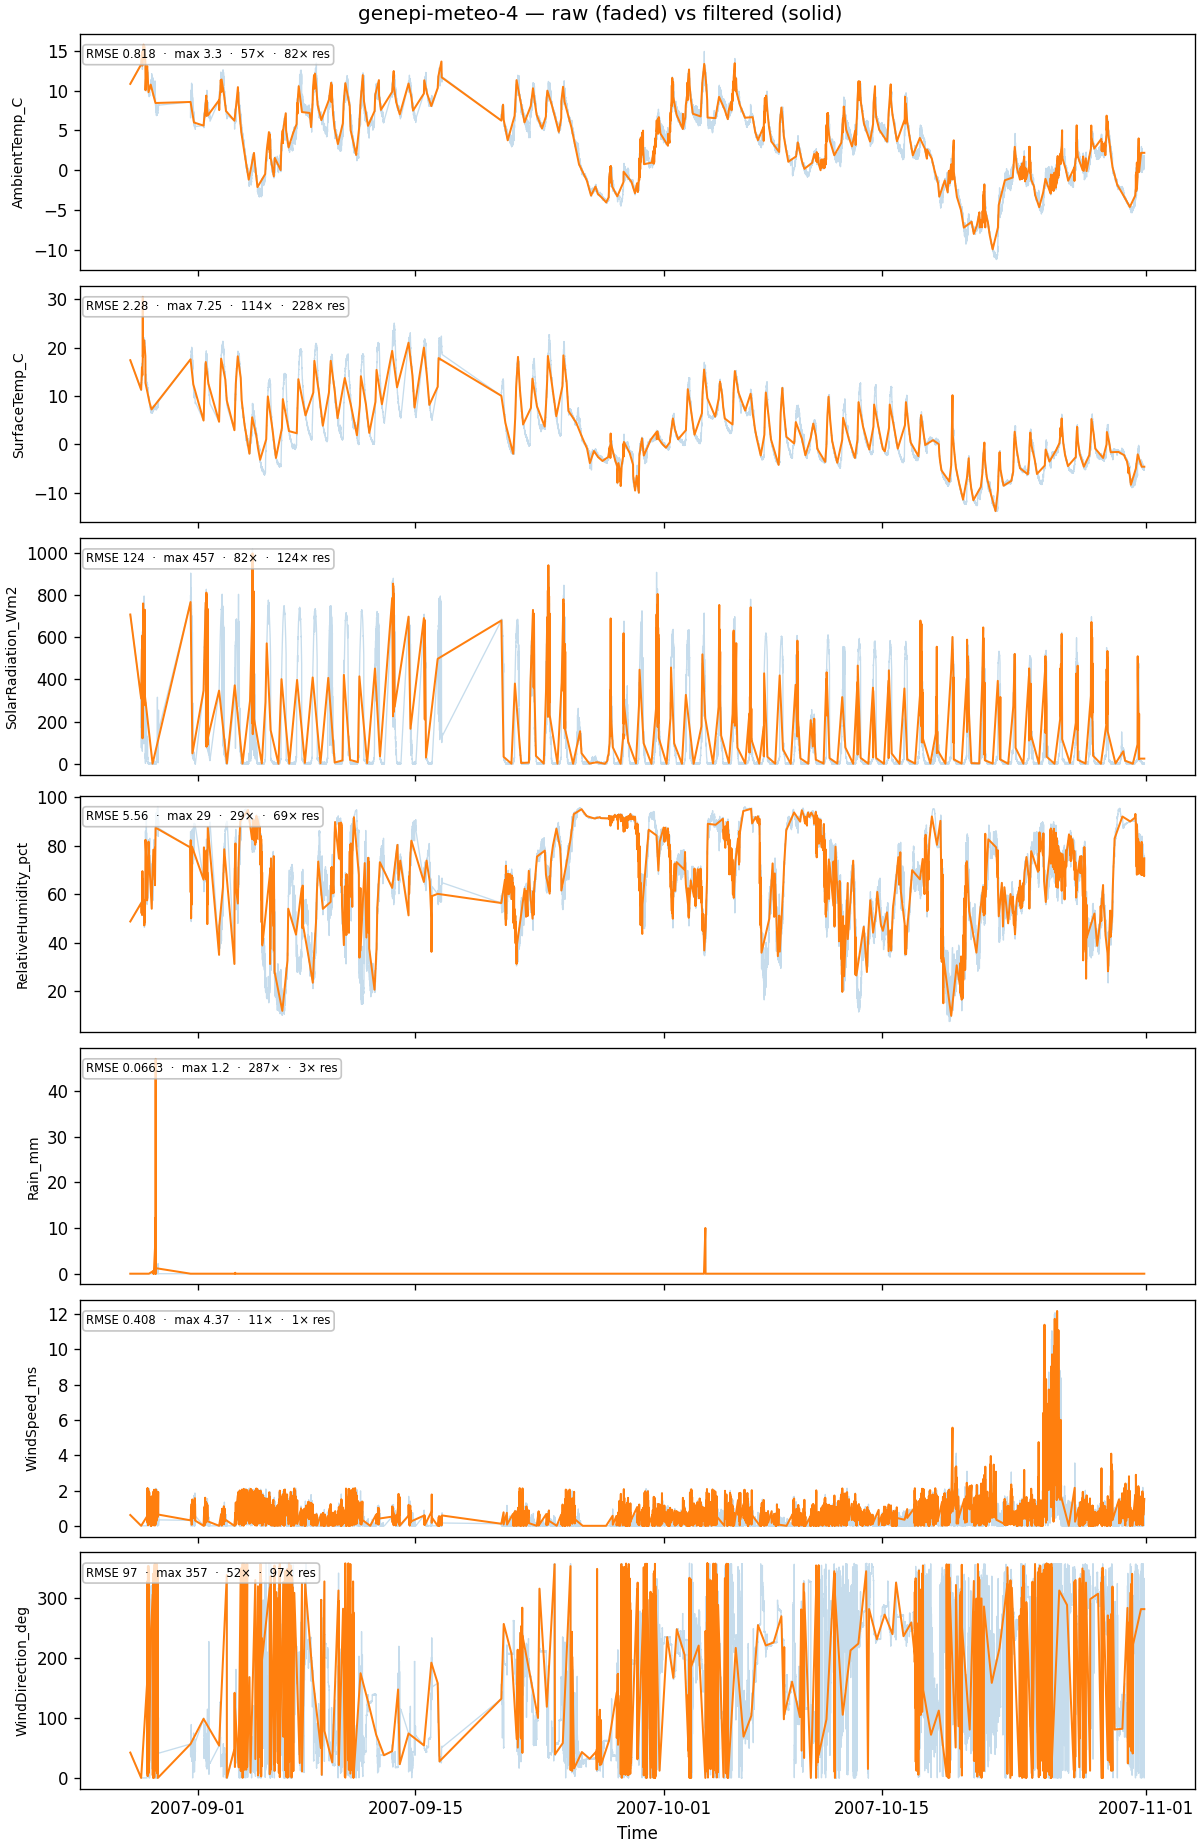 genepi-meteo-4 — raw (faded) vs filtered (solid)
RMSE 0.818 · max 3.3 · 57× · 82× res
AmbientTemp_C
15
10
5
0
−5
−10
RMSE 2.28 · max 7.25 · 114× · 228× res
SurfaceTemp_C
30
20
10
0
−10
RMSE 124 · max 457 · 82× · 124× res
SolarRadiation_Wm2
1000
800
600
400
200
0
RMSE 5.56 · max 29 · 29× · 69× res
RelativeHumidity_pct
100
80
60
40
20
RMSE 0.0663 · max 1.2 · 287× · 3× res
Rain_mm
40
30
20
10
0
RMSE 0.408 · max 4.37 · 11× · 1× res
WindSpeed_ms
12
10
8
6
4
2
0
RMSE 97 · max 357 · 52× · 97× res
WindDirection_deg
300
200
100
0
2007-09-01
2007-09-15
2007-10-01
2007-10-15
2007-11-01
Time